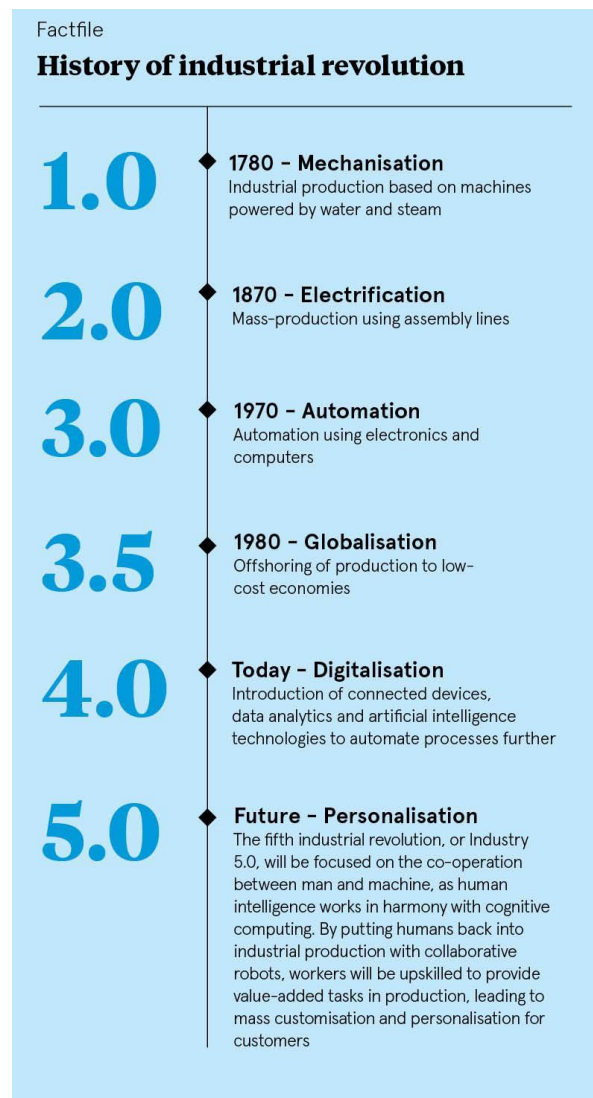 Factfile
History of industrial revolution
1.0
1780 – Mechanisation
Industrial production based on machines
powered by water and steam
2.0
1870 – Electrification
Mass-production using assembly lines
3.0
1970 – Automation
Automation using electronics and
computers
3.5
1980 – Globalisation
Offshoring of production to low-
cost economies
4.0
Today – Digitalisation
Introduction of connected devices,
data analytics and artificial intelligence
technologies to automate processes further
5.0
Future – Personalisation
The fifth industrial revolution, or Industry
5.0, will be focused on the co-operation
between man and machine, as human
intelligence works in harmony with cognitive
computing. By putting humans back into
industrial production with collaborative
robots, workers will be upskilled to provide
value-added tasks in production, leading to
mass customisation and personalisation for
customers